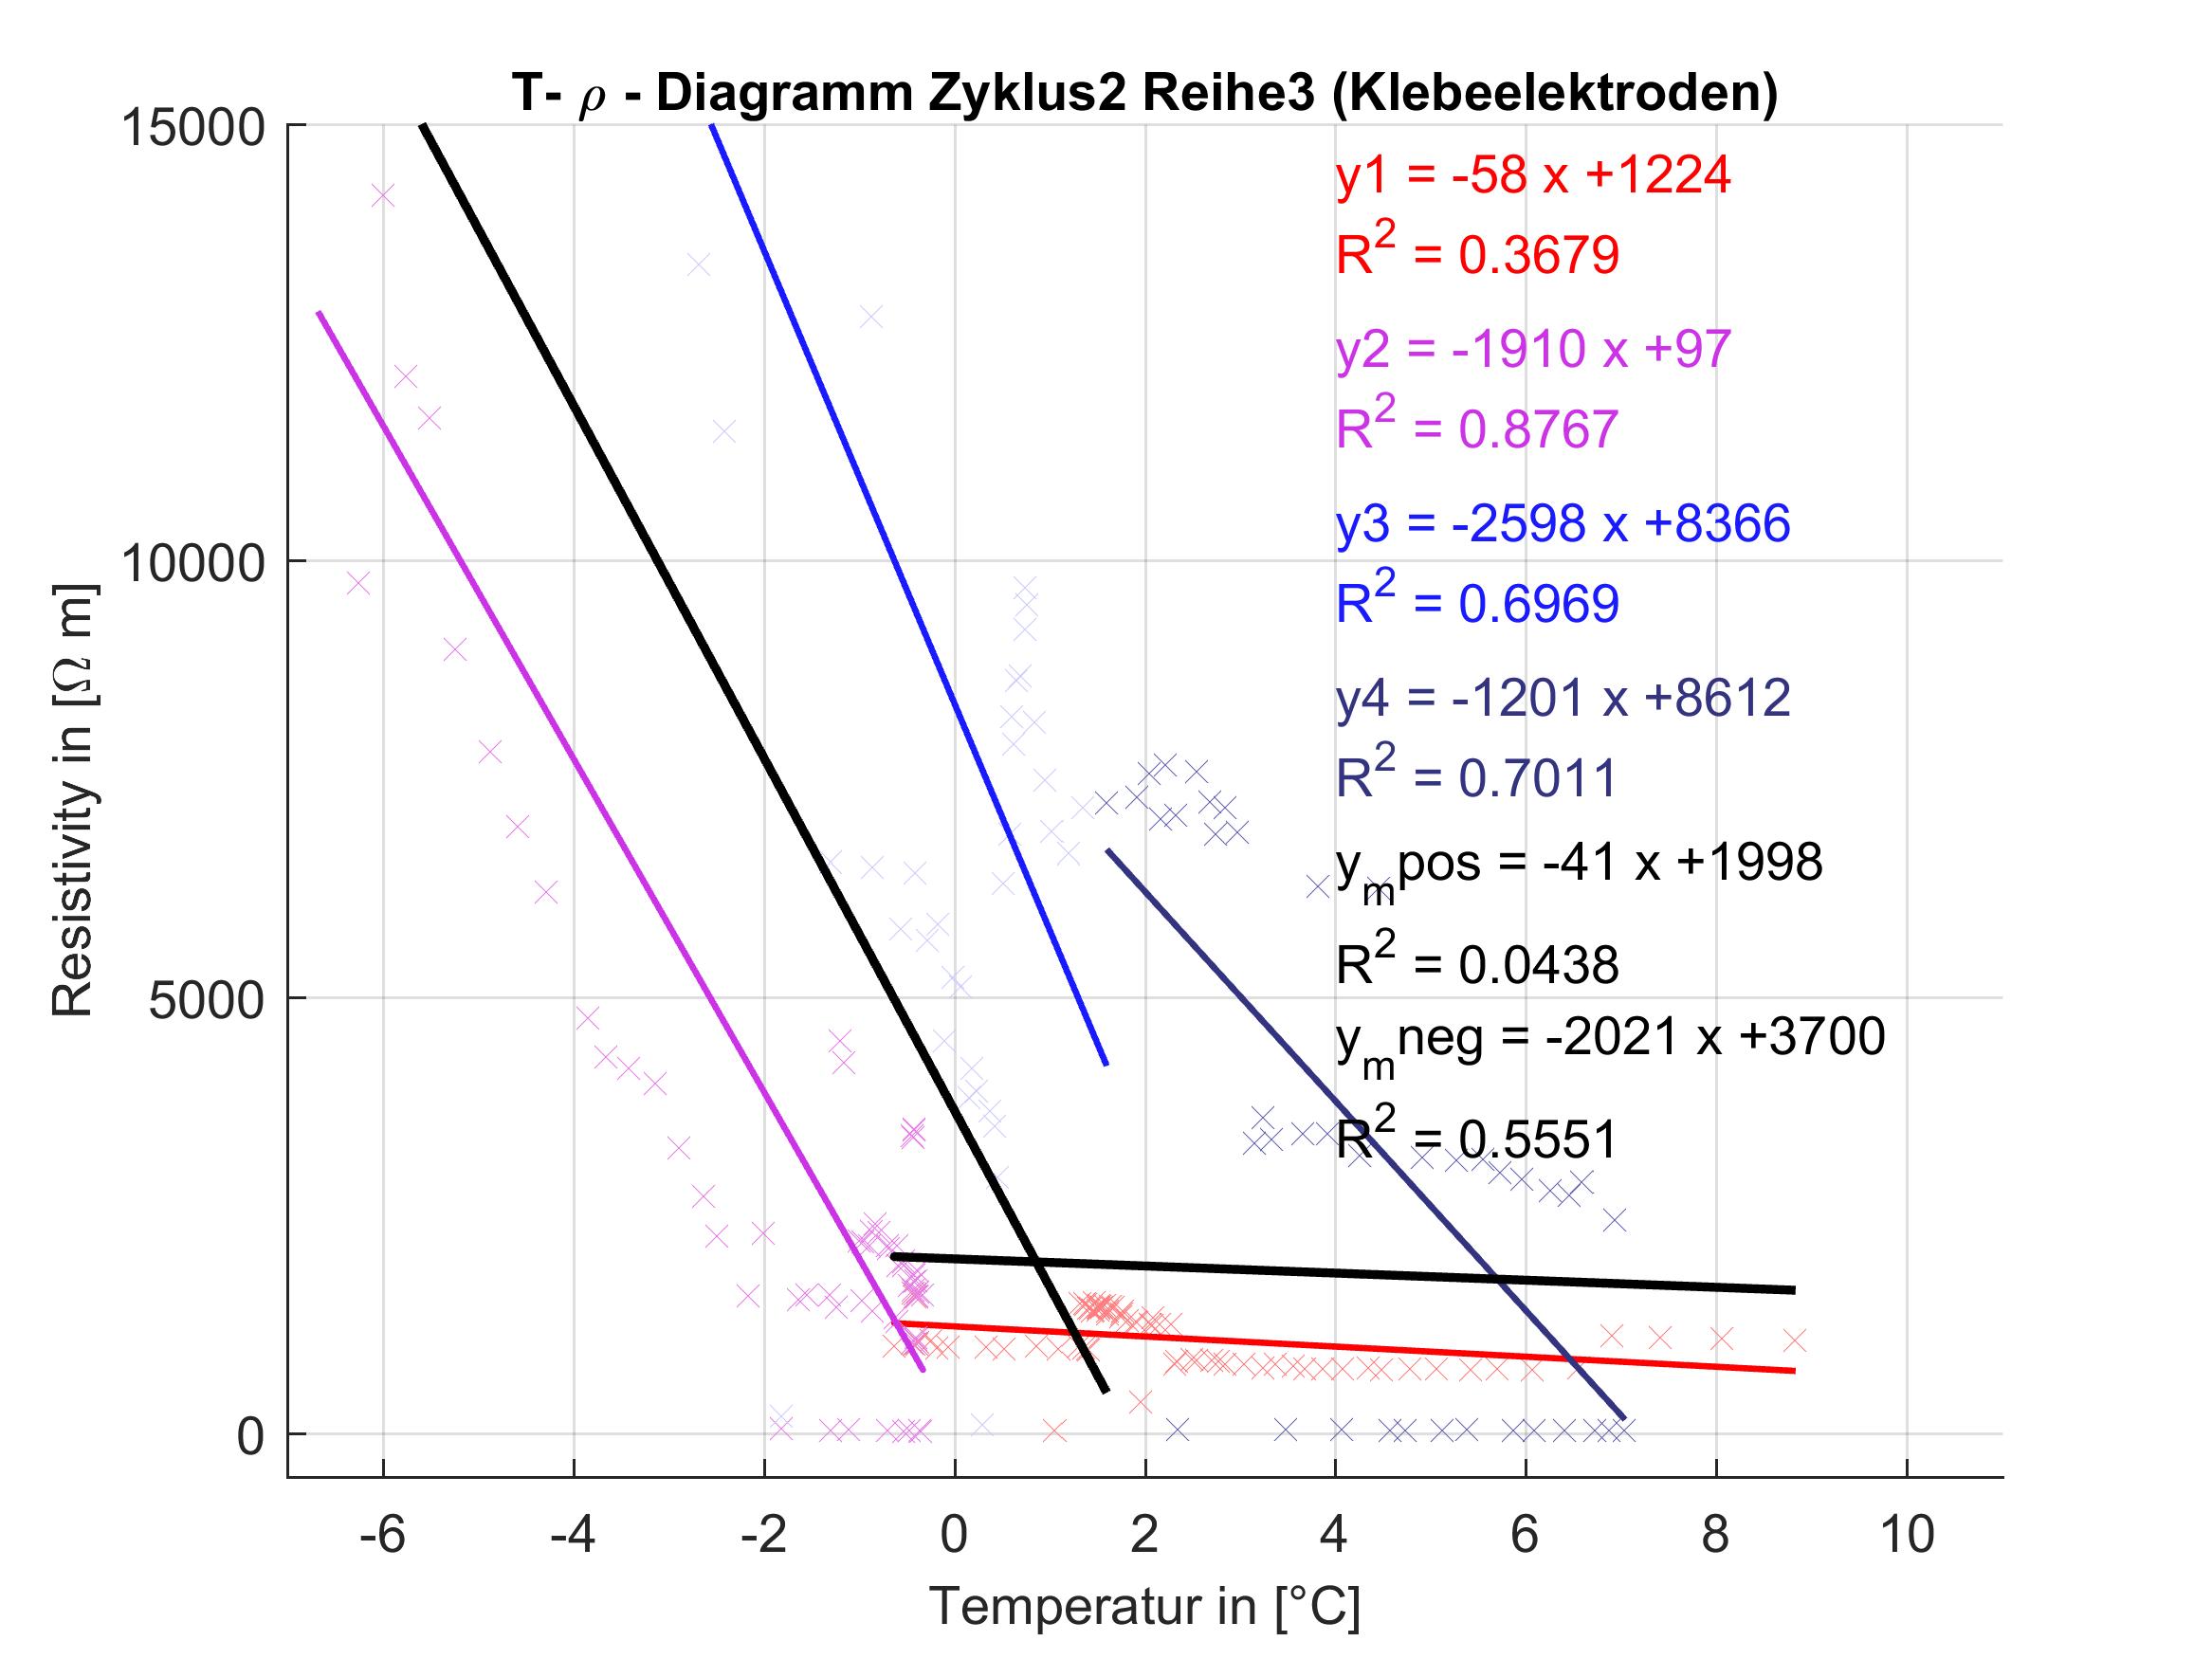 T- ρ - Diagramm Zyklus2 Reihe3 (Klebeelektroden)
15000
10000
5000
0
Resistivity in [Ω m]
y1 = -58 x +1224
R² = 0.3679
y2 = -1910 x +97
R² = 0.8767
y3 = -2598 x +8366
R² = 0.6969
y4 = -1201 x +8612
R² = 0.7011
yₘpos = -41 x +1998
R² = 0.0438
yₘneg = -2021 x +3700
R² = 0.5551
-6 -4 -2 0 2 4 6 8 10
Temperatur in [°C]